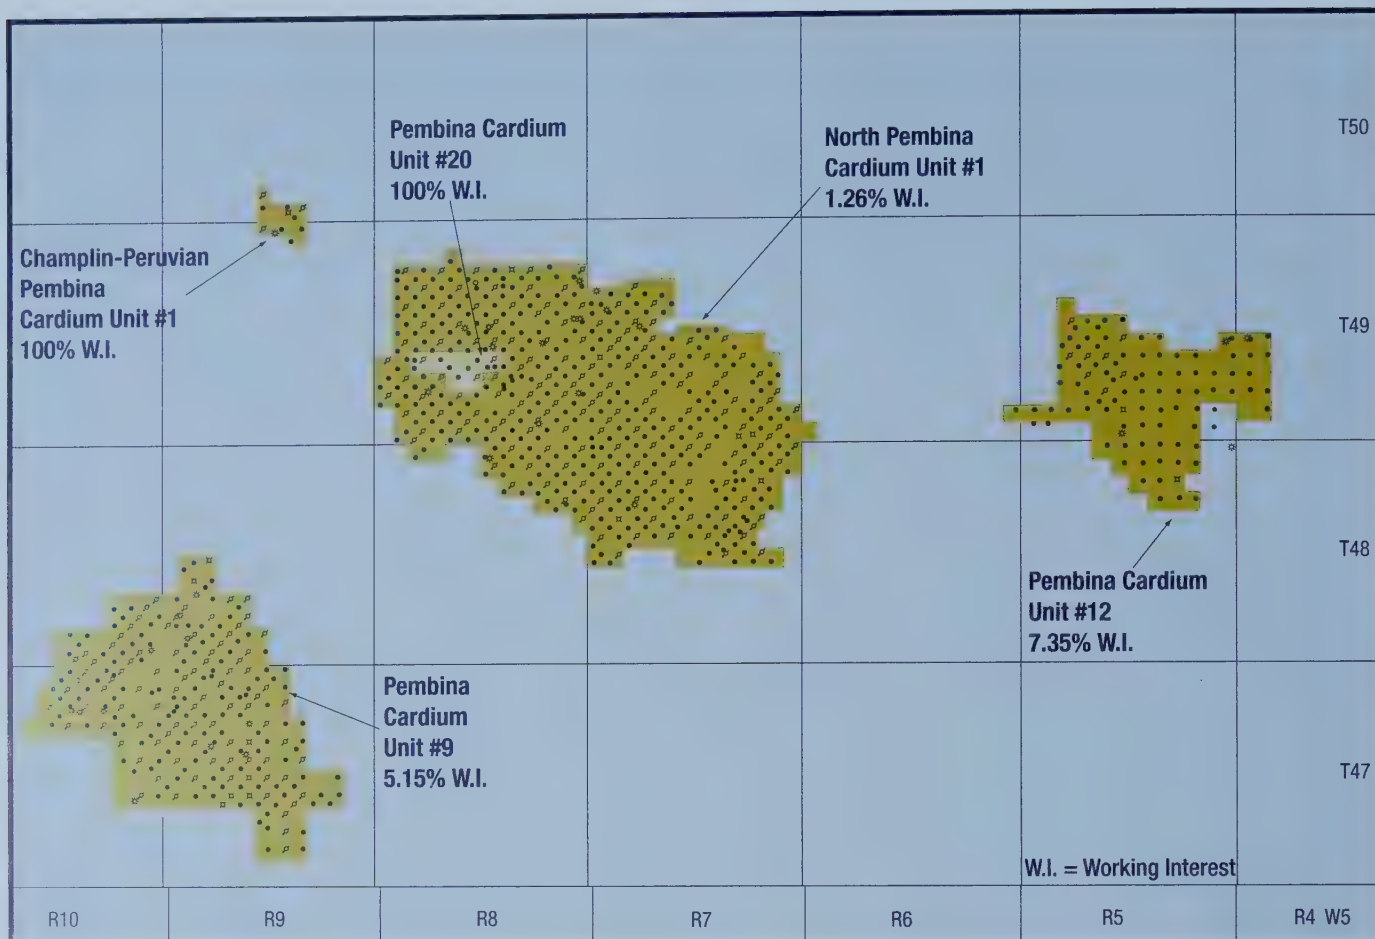 Pembina Cardium
Unit #20
100% W.I.
North Pembina
Cardium Unit #1
1.26% W.I.
T50
Champlin-Peruvian
Pembina
Cardium Unit #1
100% W.I.
T49
Pembina Cardium
Unit #12
7.35% W.I.
T48
Pembina
Cardium
Unit #9
5.15% W.I.
T47
W.I. = Working Interest
R10 R9 R8 R7 R6 R5 R4 W5